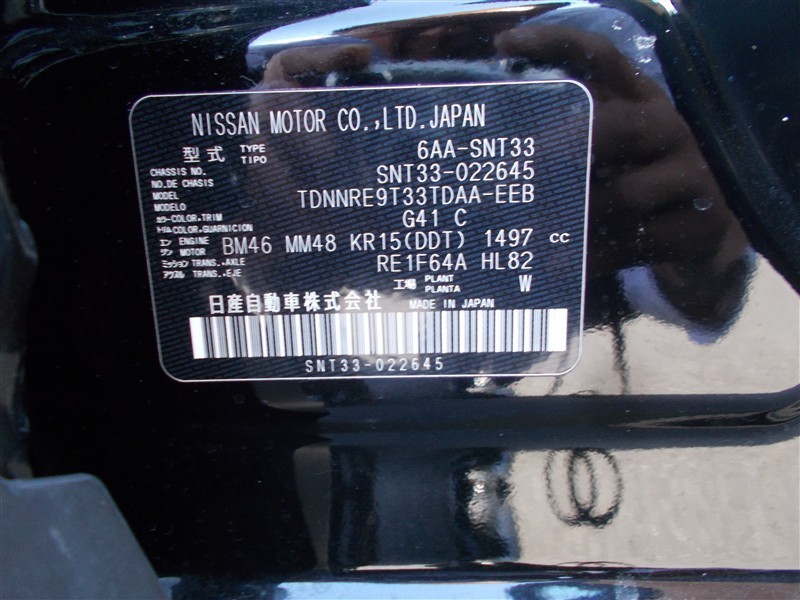 NISSAN MOTOR CO.,LTD.JAPAN
型式 TYPE TIPO 6AA-SNT33
CHASSIS NO. NO.DE CHASIS SNT33-022645
MODEL MODELO TDNNRE9T33TDAA-EEB
カラー COLOR,TRIM トリム COLOR,GUARNICION G41 C
エンジン ENGINE MOTOR BM46 MM48 KR15(DDT) 1497 cc
ミッション TRANS.,AXLE アクスル TRANS.,EJE RE1F64A HL82
工場 PLANT PLANTA W
日産自動車株式会社 MADE IN JAPAN
SNT33-022645